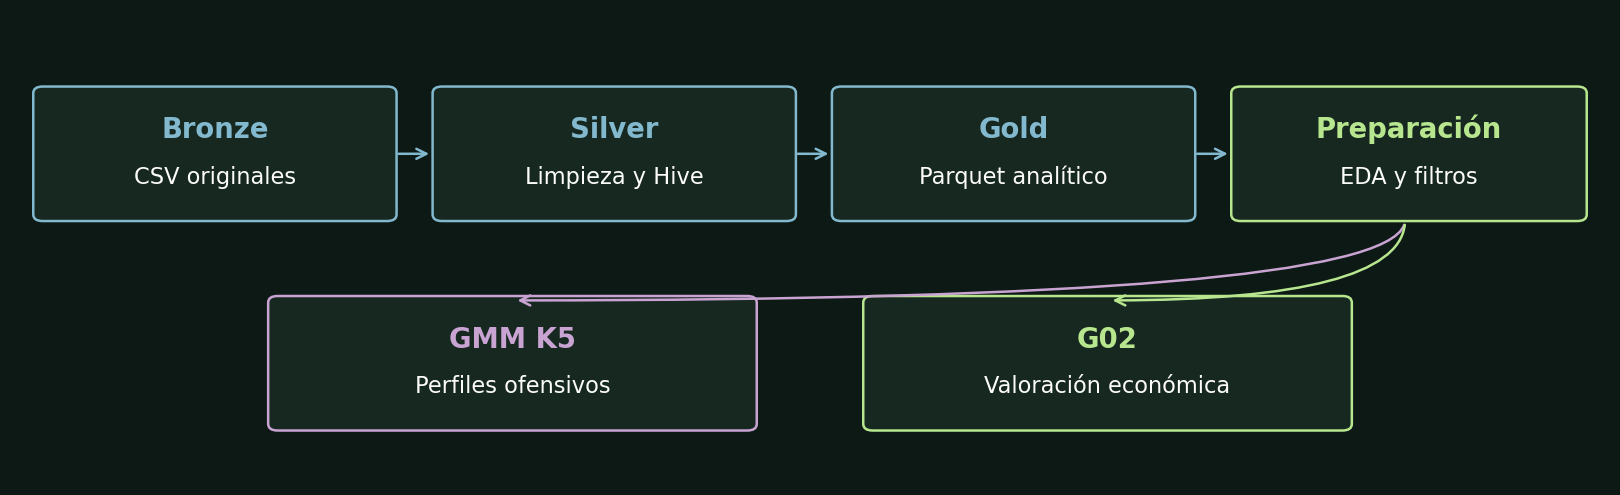 Bronze
CSV originales
Silver
Limpieza y Hive
Gold
Parquet analítico
Preparación
EDA y filtros
GMM K5
Perfiles ofensivos
G02
Valoración económica